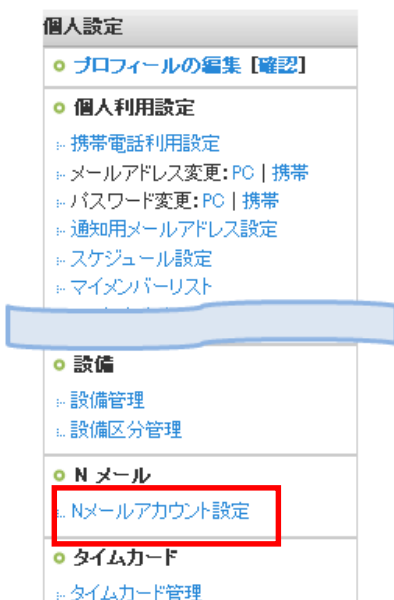 個人設定
プロフィールの編集 [確認]
個人利用設定
携帯電話利用設定
メールアドレス変更: PC | 携帯
パスワード変更: PC | 携帯
通知用メールアドレス設定
スケジュール設定
マイメンバーリスト
設備
設備管理
設備区分管理
N メール
Nメールアカウント設定
タイムカード
タイムカード管理